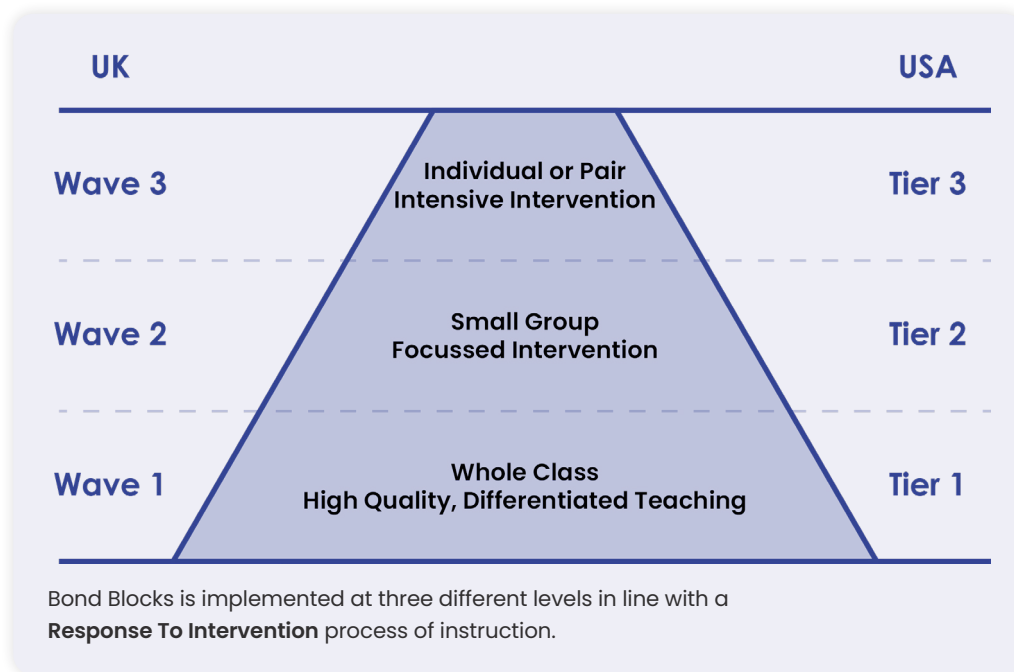 UK
USA
Wave 3
Individual or Pair
Intensive Intervention
Tier 3
Wave 2
Small Group
Focussed Intervention
Tier 2
Wave 1
Whole Class
High Quality, Differentiated Teaching
Tier 1
Bond Blocks is implemented at three different levels in line with a
Response To Intervention process of instruction.